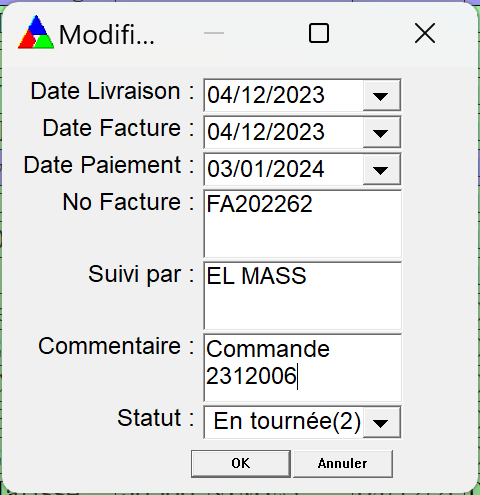 Modifi...
Date Livraison : 04/12/2023
Date Facture : 04/12/2023
Date Paiement : 03/01/2024
No Facture : FA202262
Suivi par : EL MASS
Commentaire : Commande
2312006
Statut : En tournée(2)
OK Annuler